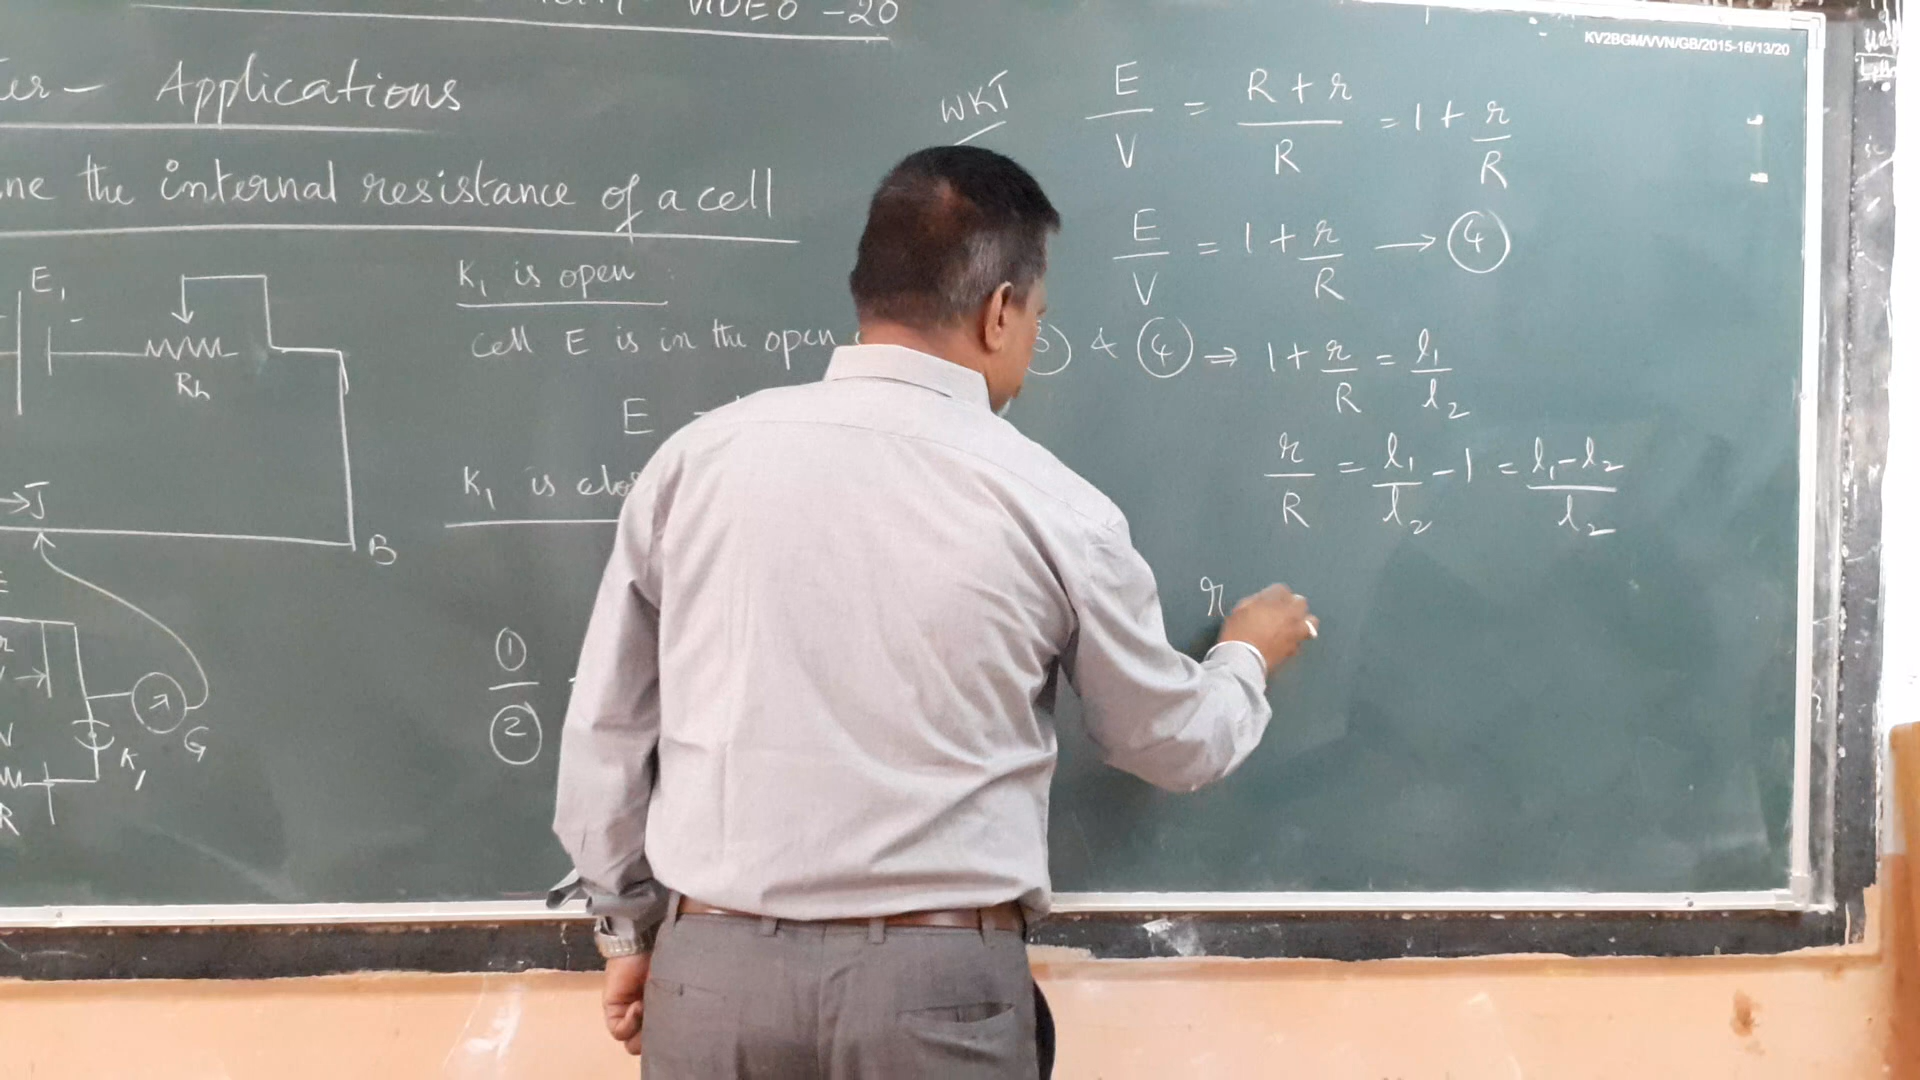 VIDEO -20
Applications
the internal resistance of a cell
E₁
Rh
J
B
G
K₁
R
K₁ is open
cell E is in the open
E
K₁ is
①/②
KV2BGM/VVN/GB/2015-16/13/20
WKT E/V = R + r/R = 1 + r/R
E/V = 1 + r/R → ④
& ④ ⇒ 1 + r/R = l₁/l₂
r/R = l₁/l₂ - 1 = l₁-l₂/l₂
r